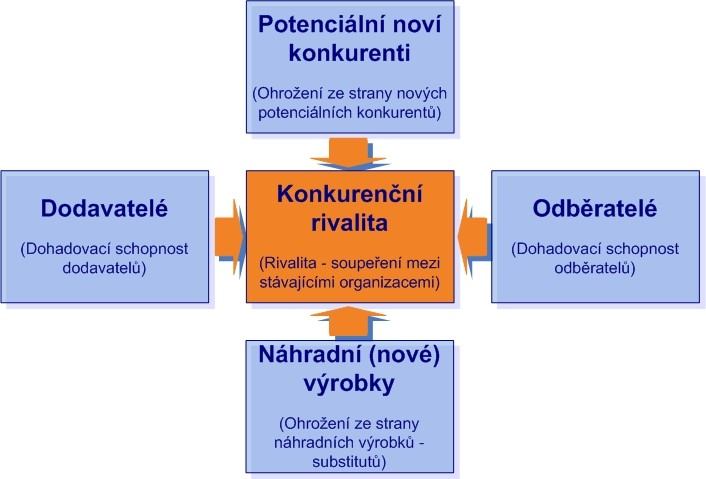 Potenciální noví
konkurenti
(Ohrožení ze strany nových
potenciálních konkurentů)
Dodavatelé
(Dohadovací schopnost
dodavatelů)
Konkurenční
rivalita
(Rivalita - soupeření mezi
stávajícími organizacemi)
Odběratelé
(Dohadovací schopnost
odběratelů)
Náhradní (nové)
výrobky
(Ohrožení ze strany
náhradních výrobků -
substitutů)